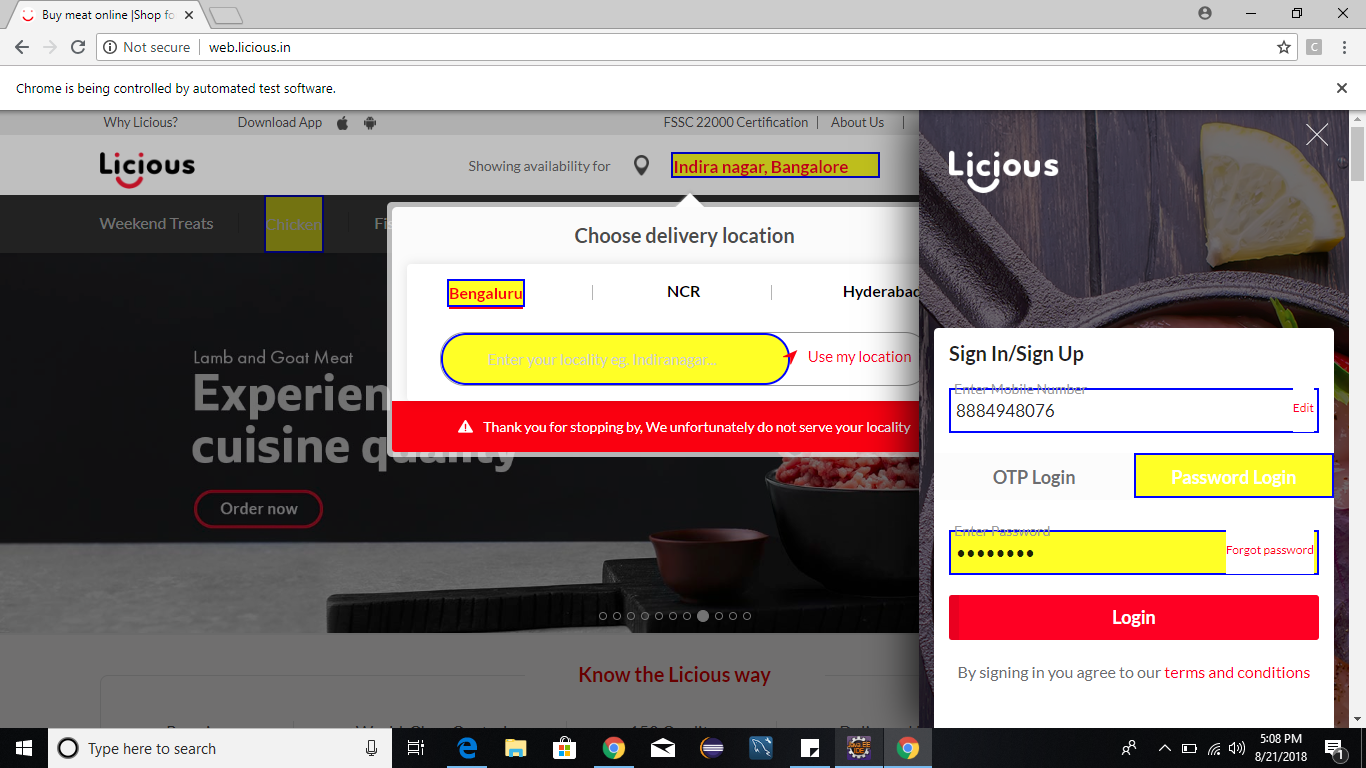 Buy meat online |Shop fo
Not secure
web.licious.in
C
Chrome is being controlled by automated test software.
Why Licious?
Download App
FSSC 22000 Certification | About Us |
Licious
Showing availability for
Indira nagar, Bangalore
Weekend Treats
Chicken
Choose delivery location
Bengaluru | NCR | Hyderabad
Enter your locality eg. Indiranagar...
Use my location
Thank you for stopping by, We unfortunately do not serve your locality
Lamb and Goat Meat
Experien
cuisine quality
Order now
Know the Licious way
Licious
Sign In/Sign Up
Enter Mobile Number
8884948076
Edit
OTP Login
Password Login
Enter Password
••••••••
Forgot password
Login
By signing in you agree to our terms and conditions
Type here to search
5:08 PM
8/21/2018
1